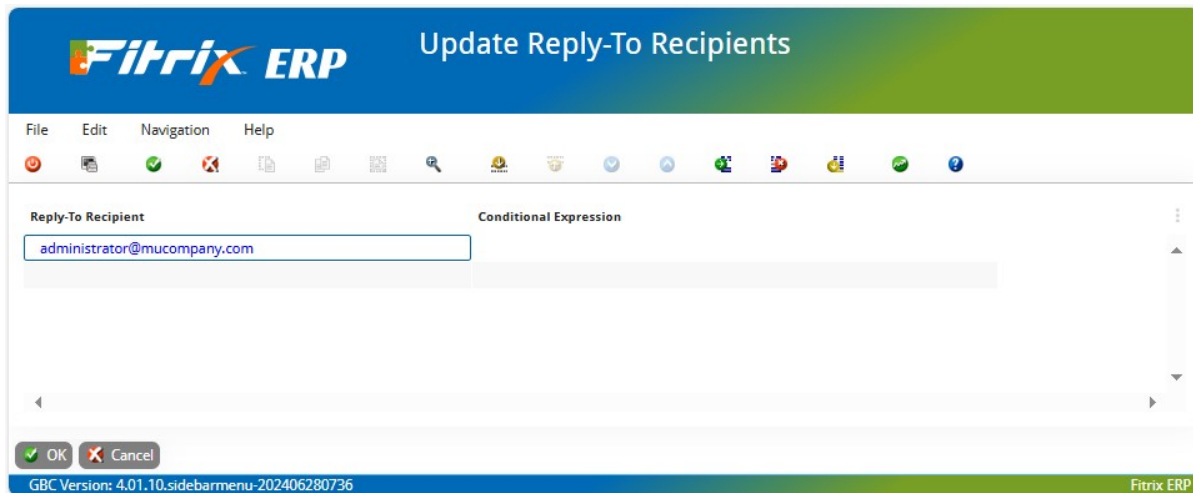 Fitrix ERP
Update Reply-To Recipients
File Edit Navigation Help
Reply-To Recipient Conditional Expression
administrator@mucompany.com
OK Cancel
GBC Version: 4.01.10.sidebarmenu-202406280736 Fitrix ERP